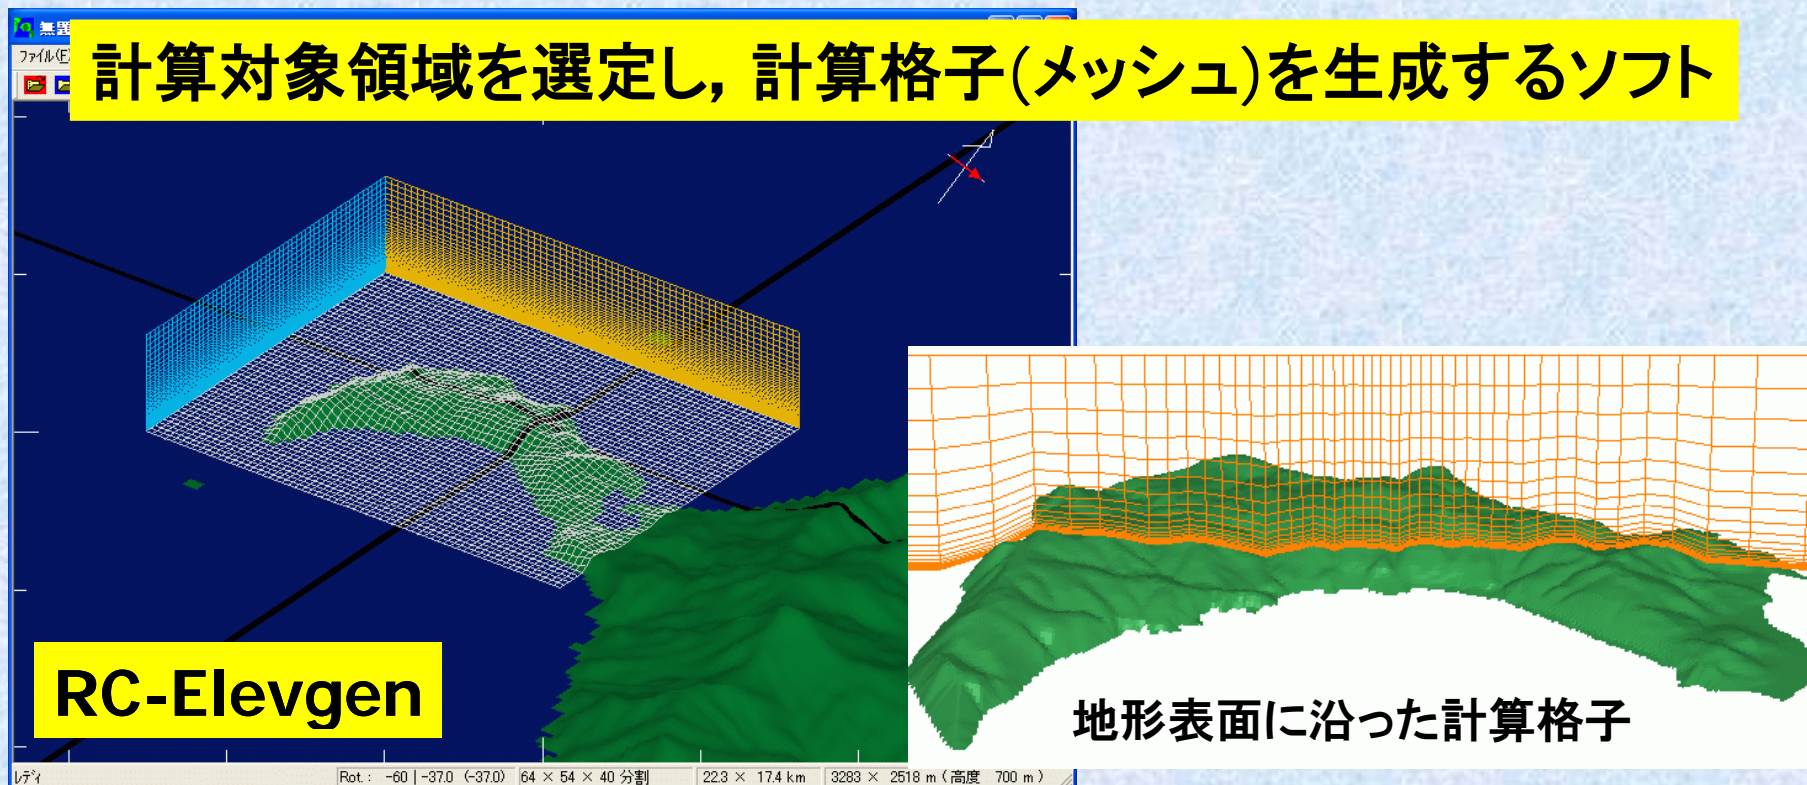 無題
ファイル(F
計算対象領域を選定し，計算格子(メッシュ)を生成するソフト
RC-Elevgen
地形表面に沿った計算格子
ﾚﾃﾞｨ
Rot.: -60 | -37.0 (-37.0)
64 × 54 × 40 分割
22.3 × 17.4 km
3283 × 2518 m (高度 700 m)